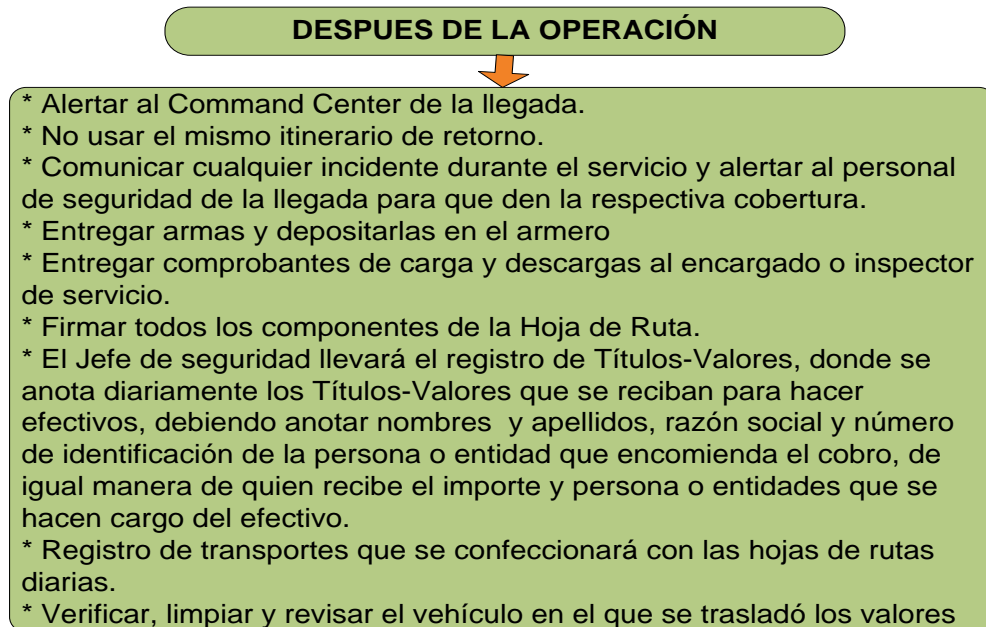 DESPUES DE LA OPERACIÓN
* Alertar al Command Center de la llegada.
* No usar el mismo itinerario de retorno.
* Comunicar cualquier incidente durante el servicio y alertar al personal
de seguridad de la llegada para que den la respectiva cobertura.
* Entregar armas y depositarlas en el armero
* Entregar comprobantes de carga y descargas al encargado o inspector
de servicio.
* Firmar todos los componentes de la Hoja de Ruta.
* El Jefe de seguridad llevará el registro de Títulos-Valores, donde se
anota diariamente los Títulos-Valores que se reciban para hacer
efectivos, debiendo anotar nombres  y apellidos, razón social y número
de identificación de la persona o entidad que encomienda el cobro, de
igual manera de quien recibe el importe y persona o entidades que se
hacen cargo del efectivo.
* Registro de transportes que se confeccionará con las hojas de rutas
diarias.
* Verificar, limpiar y revisar el vehículo en el que se trasladó los valores